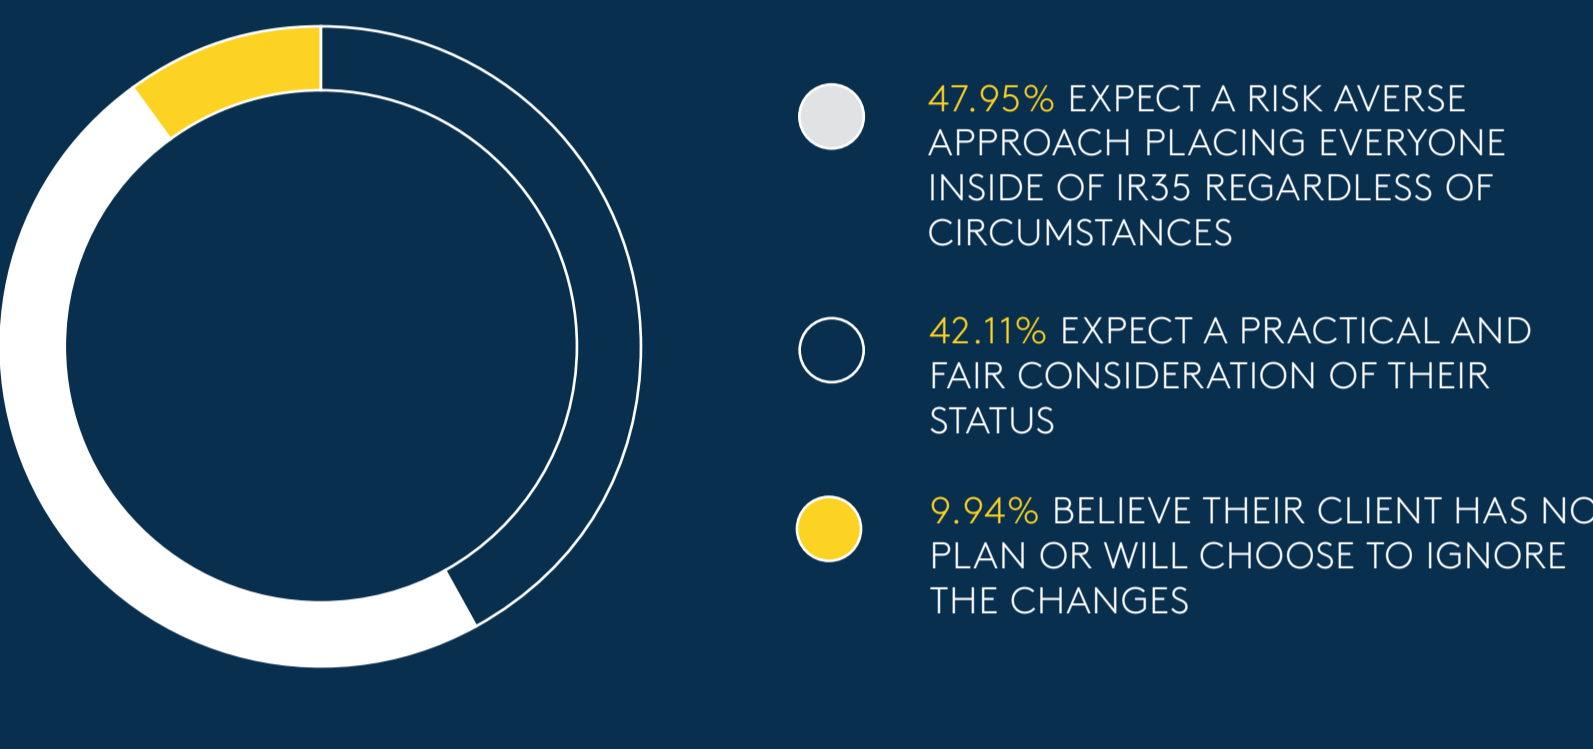 47.95% EXPECT A RISK AVERSE
APPROACH PLACING EVERYONE
INSIDE OF IR35 REGARDLESS OF
CIRCUMSTANCES
42.11% EXPECT A PRACTICAL AND
FAIR CONSIDERATION OF THEIR
STATUS
9.94% BELIEVE THEIR CLIENT HAS NO
PLAN OR WILL CHOOSE TO IGNORE
THE CHANGES